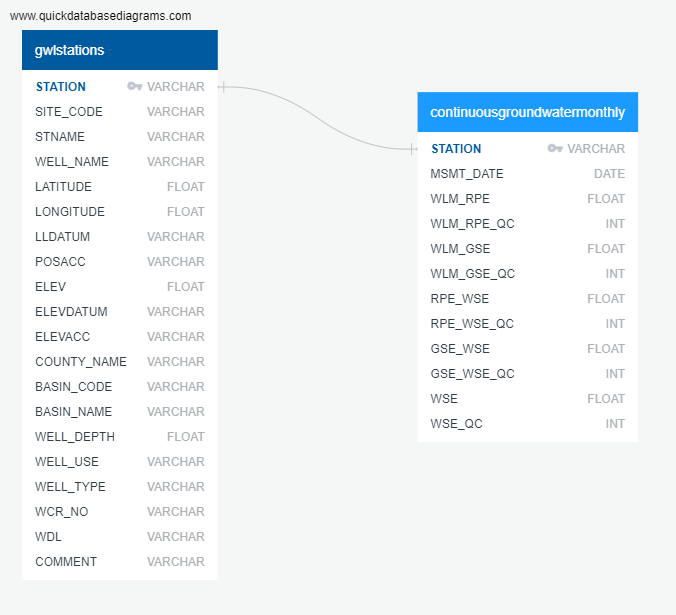 www.quickdatabasediagrams.com
gwlstations
STATION VARCHAR
SITE_CODE VARCHAR
STNAME VARCHAR
WELL_NAME VARCHAR
LATITUDE FLOAT
LONGITUDE FLOAT
LLDATUM VARCHAR
POSACC VARCHAR
ELEV FLOAT
ELEVDATUM VARCHAR
ELEVACC VARCHAR
COUNTY_NAME VARCHAR
BASIN_CODE VARCHAR
BASIN_NAME VARCHAR
WELL_DEPTH FLOAT
WELL_USE VARCHAR
WELL_TYPE VARCHAR
WCR_NO VARCHAR
WDL VARCHAR
COMMENT VARCHAR
continuousgroundwatermonthly
STATION VARCHAR
MSMT_DATE DATE
WLM_RPE FLOAT
WLM_RPE_QC INT
WLM_GSE FLOAT
WLM_GSE_QC INT
RPE_WSE FLOAT
RPE_WSE_QC INT
GSE_WSE FLOAT
GSE_WSE_QC INT
WSE FLOAT
WSE_QC INT